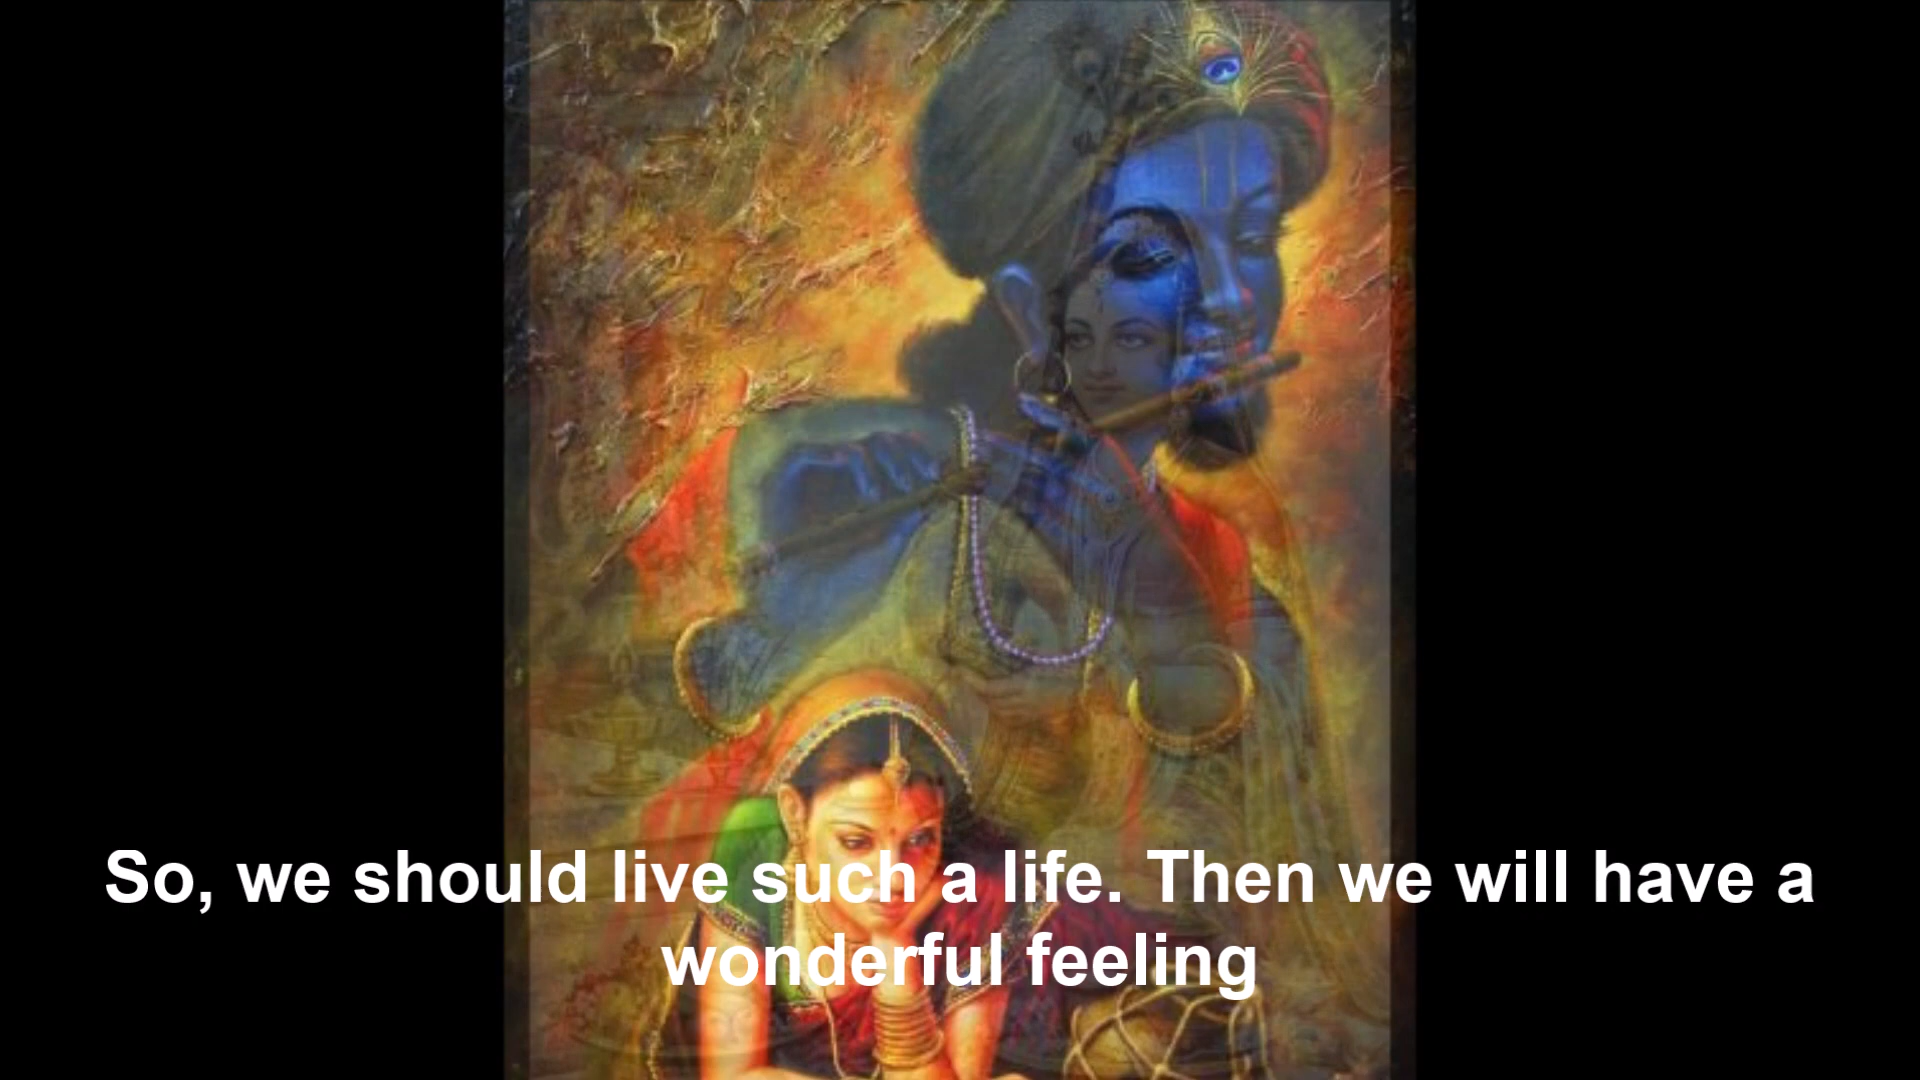 So, we should live such a life. Then we will have a
wonderful feeling